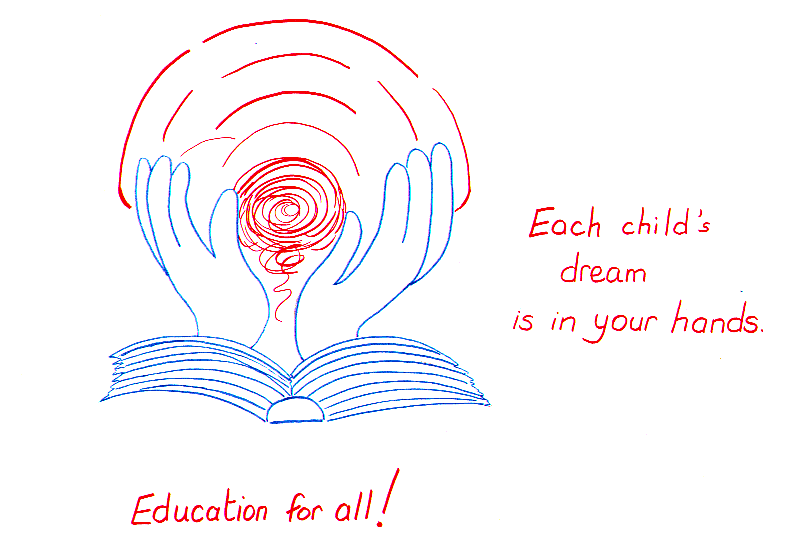 Each child's
dream
is in your hands.
Education for all!